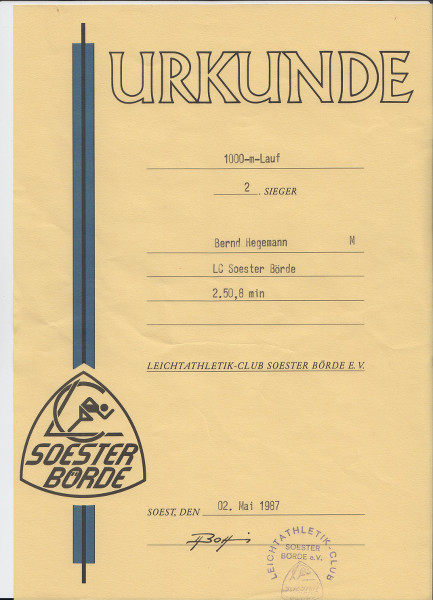 URKUNDE
1000-m-Lauf
2. SIEGER
Bernd Hegemann M
LC Soester Börde
2.50,8 min
LEICHTATHLETIK-CLUB SOESTER BÖRDE E.V.
LC
SOESTER
BÖRDE
SOEST, DEN 02. Mai 1987
LEICHTATHLETIK-CLUB
SOESTER
BÖRDE e.V.